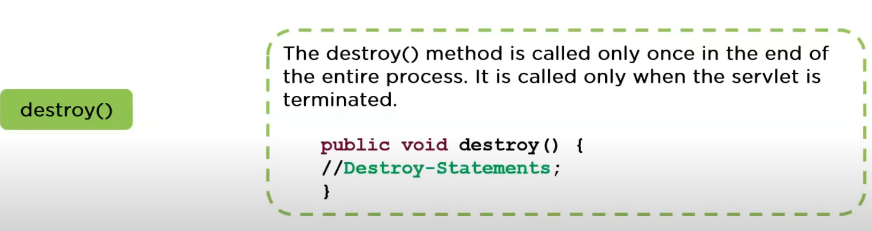 destroy()
The destroy() method is called only once in the end of
the entire process. It is called only when the servlet is
terminated.
public void destroy() {
//Destroy-Statements;
}